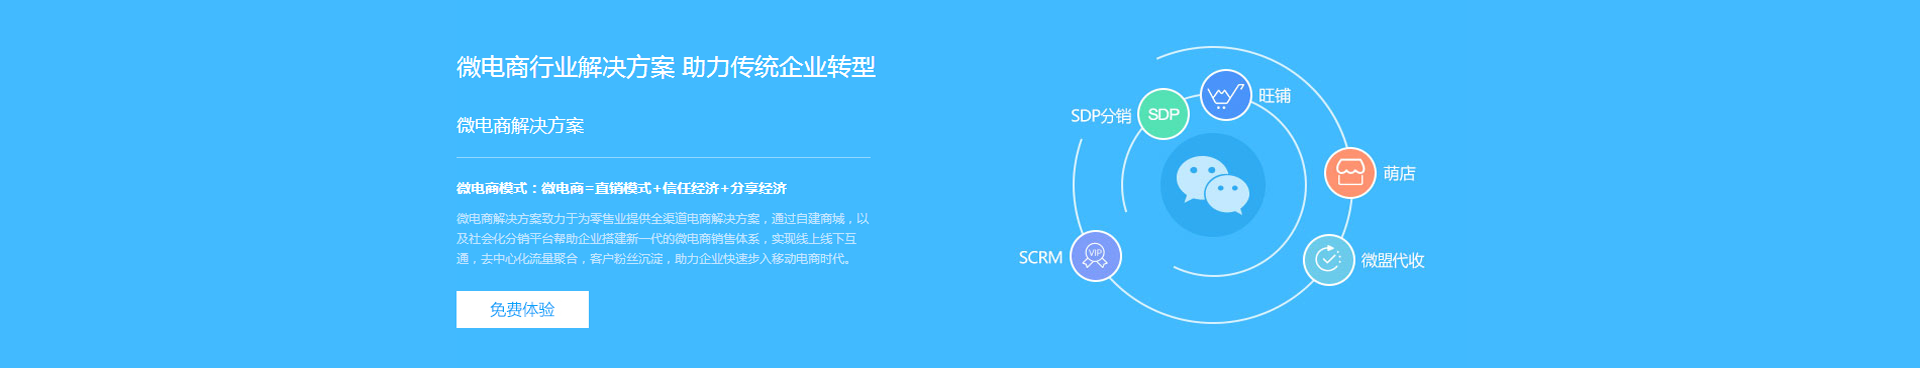 微电商行业解决方案 助力传统企业转型
微电商解决方案
微电商模式：微电商=直销模式+信任经济+分享经济
微电商解决方案致力于为零售业提供全渠道电商解决方案，通过自建商城，以
及社会化分销平台帮助企业搭建新一代的微电商销售体系，实现线上线下互
通，去中心化流量聚合，客户粉丝沉淀，助力企业快速步入移动电商时代。
免费体验
旺铺
SDP分销
SDP
萌店
SCRM
VIP
微盟代收